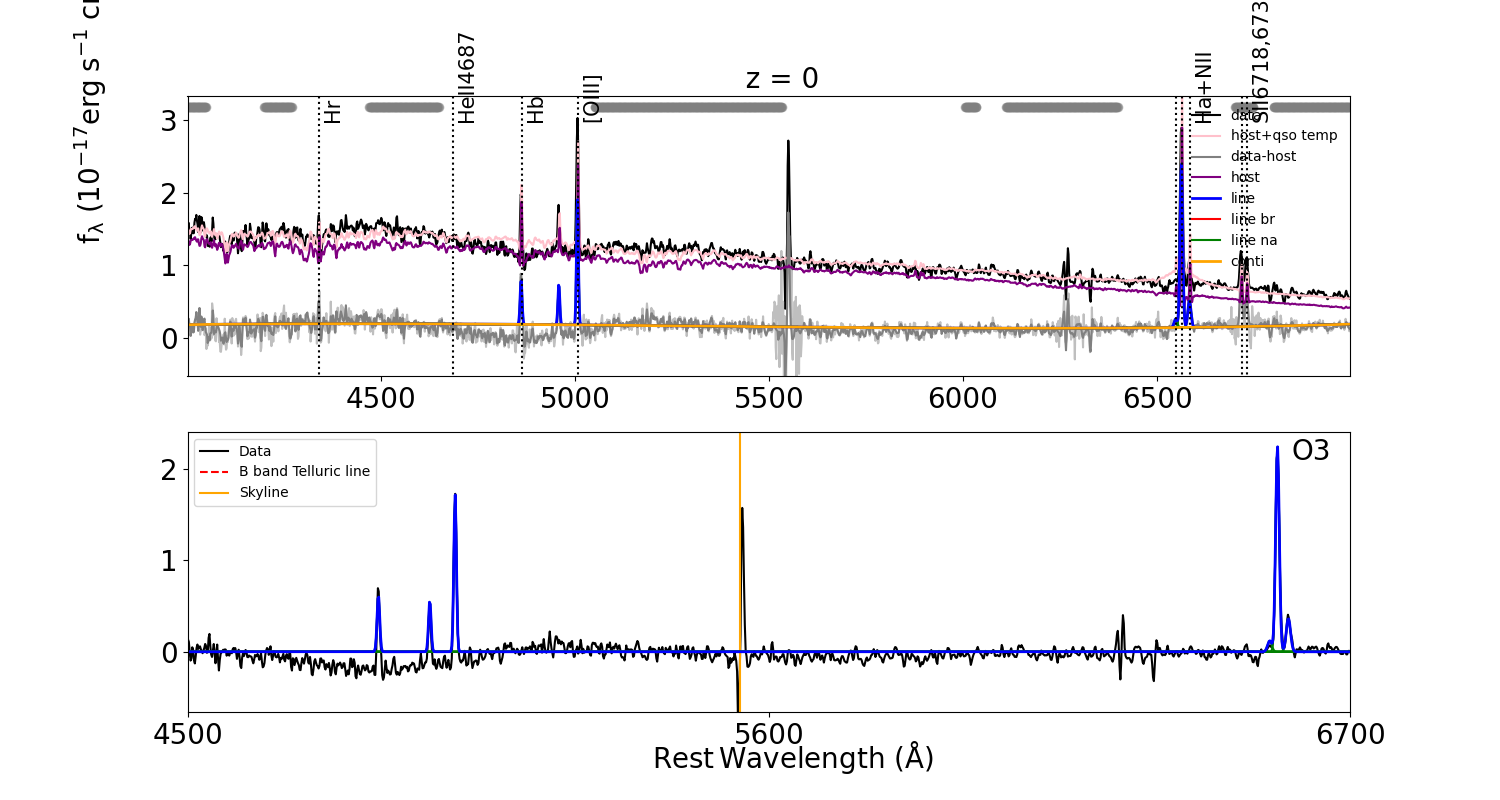 z = 0
f_λ (10^−17 erg s^−1 c
Hr
HeII4687
Hb
[OIII]
Ha+NII
SII6718,673
data
host+qso temp
data-host
host
line
line br
line na
conti
3
2
1
0
4500 5000 5500 6000 6500
O3
Data
B band Telluric line
Skyline
2
1
0
4500 5600 6700
Rest Wavelength (Å)